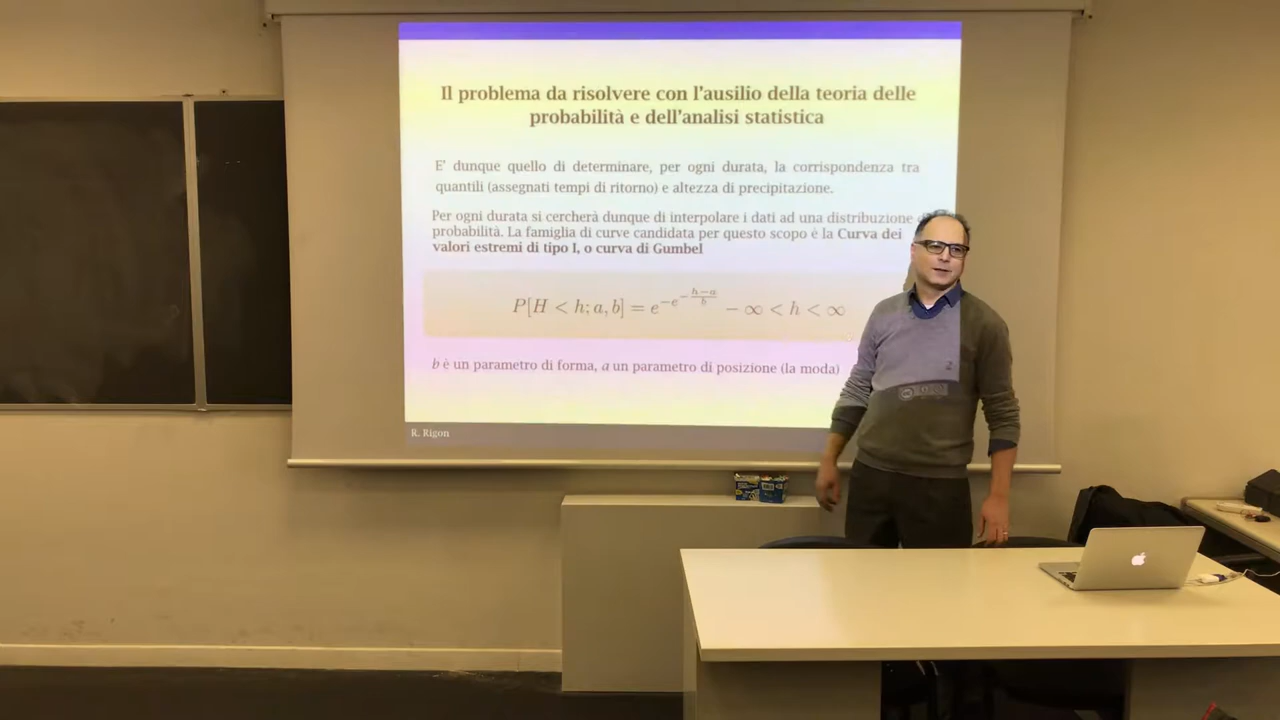 Il problema da risolvere con l'ausilio della teoria delle
probabilità e dell'analisi statistica
E' dunque quello di determinare, per ogni durata, la corrispondenza tra
quantili (assegnati tempi di ritorno) e altezza di precipitazione.
Per ogni durata si cercherà dunque di interpolare i dati ad una distribuzione
probabilità. La famiglia di curve candidata per questo scopo è la Curva dei
valori estremi di tipo I, o curva di Gumbel
P[H < h; a, b] = e^{-e^{-\frac{h-a}{b}}} - ∞ < h < ∞
b è un parametro di forma, a un parametro di posizione (la moda)
2
R. Rigon